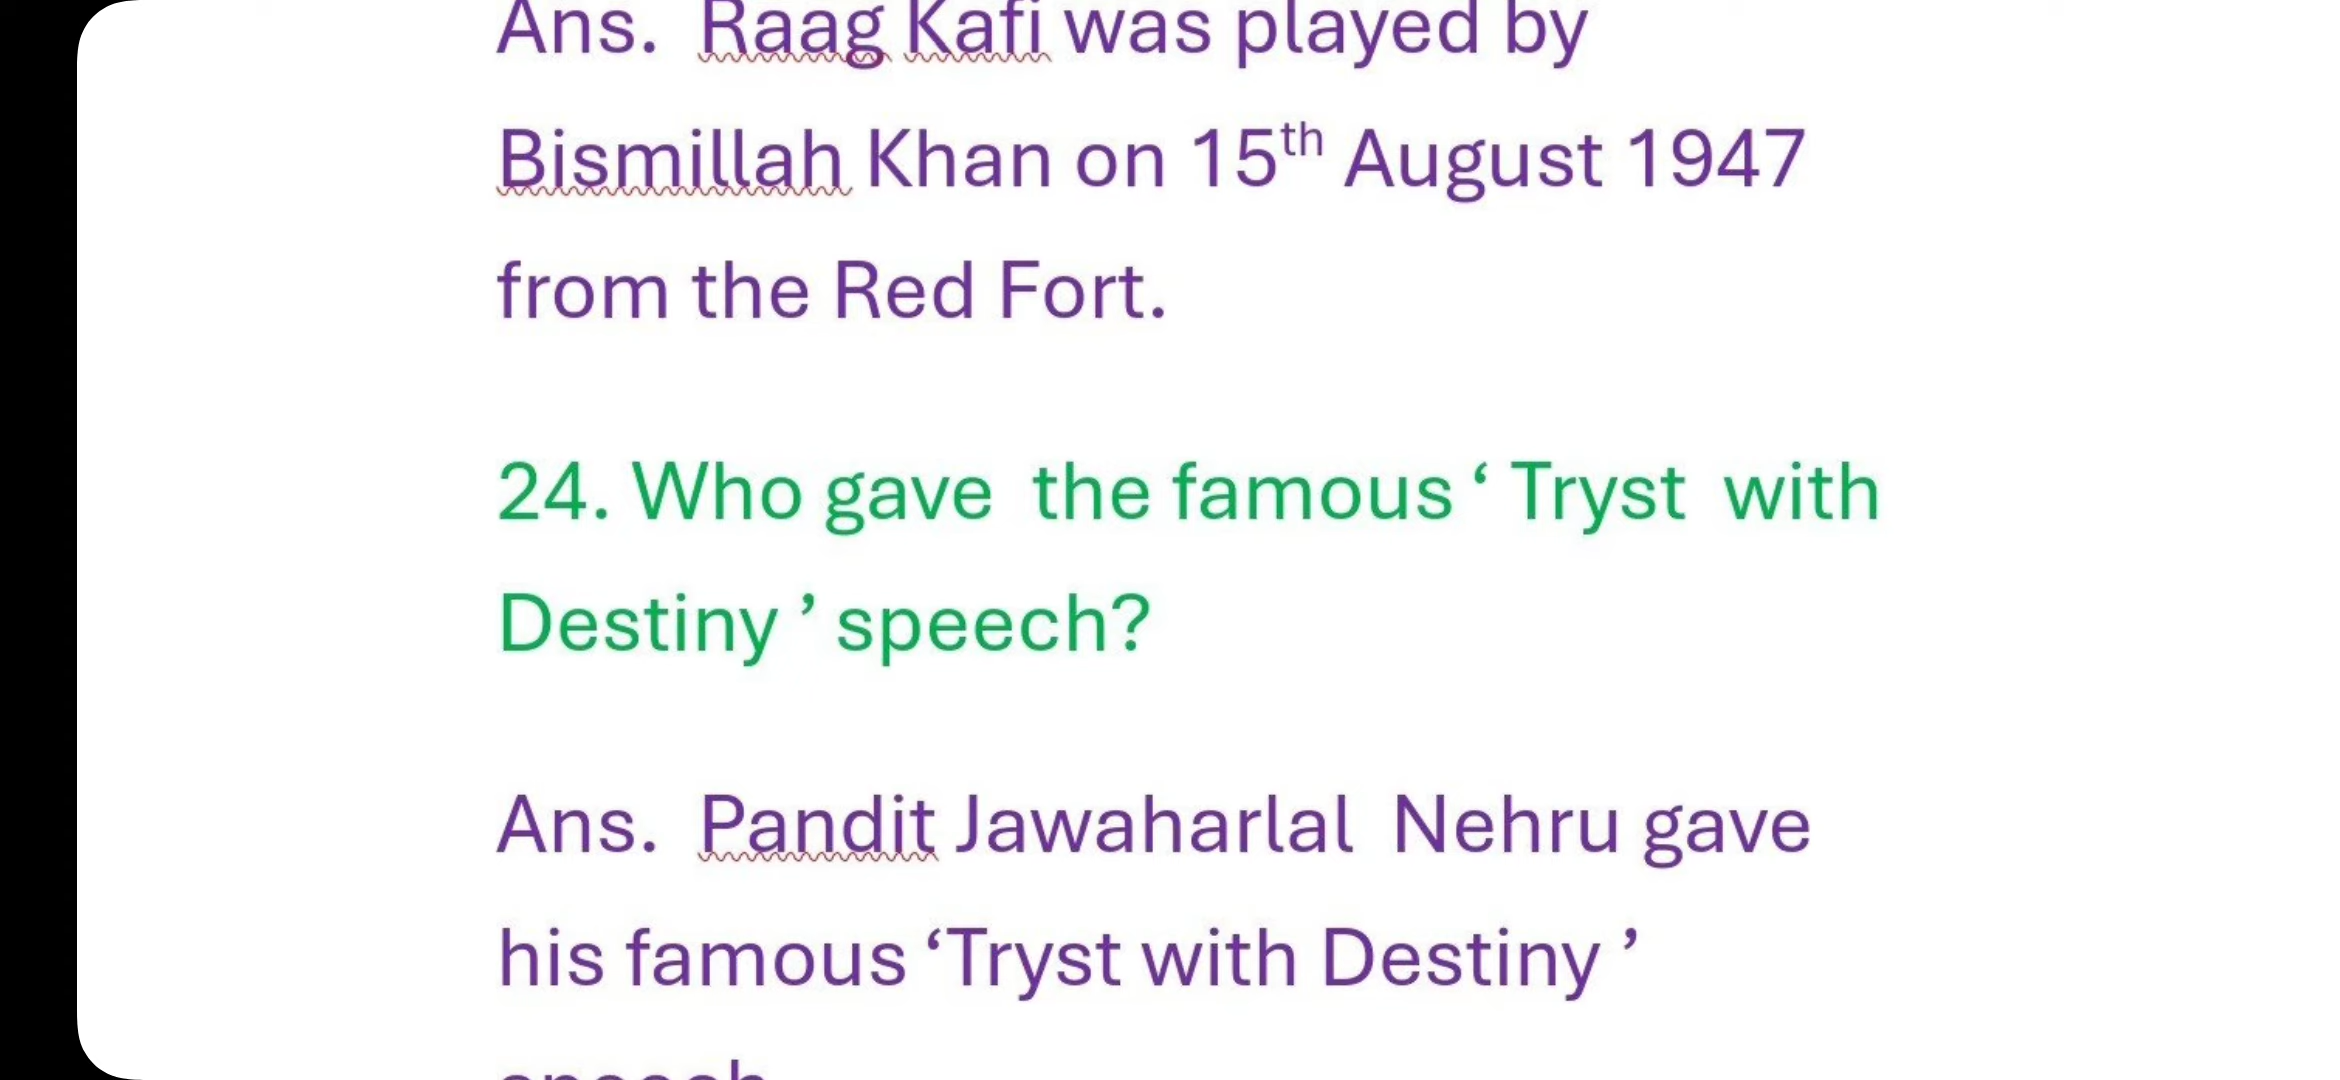 Ans.  Raag Kafi was played by
Bismillah Khan on 15th August 1947
from the Red Fort.
24. Who gave  the famous ‘ Tryst  with
Destiny ’ speech?
Ans.  Pandit Jawaharlal  Nehru gave
his famous ‘Tryst with Destiny ’
speech